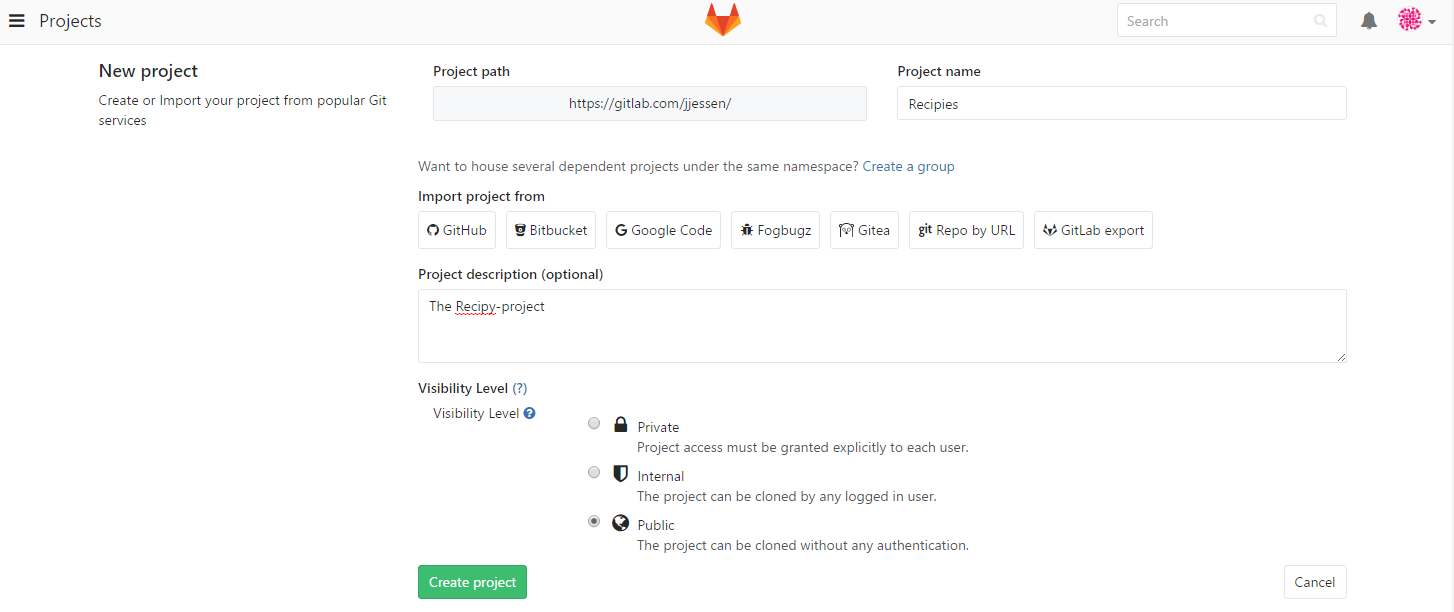 Projects
Search
New project
Create or Import your project from popular Git
services
Project path
https://gitlab.com/jjessen/
Project name
Recipies
Want to house several dependent projects under the same namespace? Create a group
Import project from
GitHub
Bitbucket
Google Code
Fogbugz
Gitea
git Repo by URL
GitLab export
Project description (optional)
The Recipy-project
Visibility Level (?)
Visibility Level ?
Private
Project access must be granted explicitly to each user.
Internal
The project can be cloned by any logged in user.
Public
The project can be cloned without any authentication.
Create project
Cancel